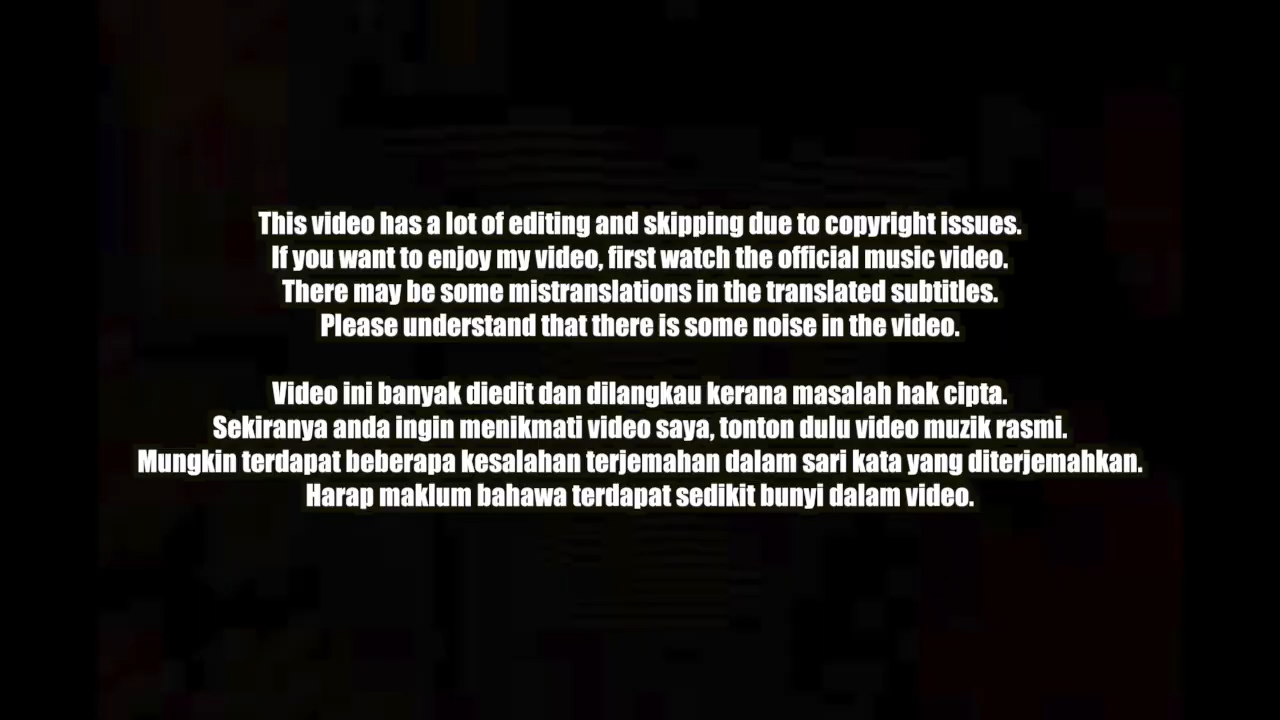 This video has a lot of editing and skipping due to copyright issues.
If you want to enjoy my video, first watch the official music video.
There may be some mistranslations in the translated subtitles.
Please understand that there is some noise in the video.
Video ini banyak diedit dan dilangkau kerana masalah hak cipta.
Sekiranya anda ingin menikmati video saya, tonton dulu video muzik rasmi.
Mungkin terdapat beberapa kesalahan terjemahan dalam sari kata yang diterjemahkan.
Harap maklum bahawa terdapat sedikit bunyi dalam video.